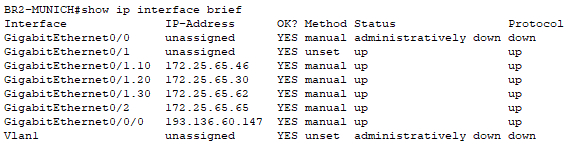 BR2-MUNICH#show ip interface brief
Interface IP-Address OK? Method Status Protocol
GigabitEthernet0/0 unassigned YES manual administratively down down
GigabitEthernet0/1 unassigned YES unset up up
GigabitEthernet0/1.10 172.25.65.46 YES manual up up
GigabitEthernet0/1.20 172.25.65.30 YES manual up up
GigabitEthernet0/1.30 172.25.65.62 YES manual up up
GigabitEthernet0/2 172.25.65.65 YES manual up up
GigabitEthernet0/0/0 193.136.60.147 YES manual up up
Vlan1 unassigned YES unset administratively down down